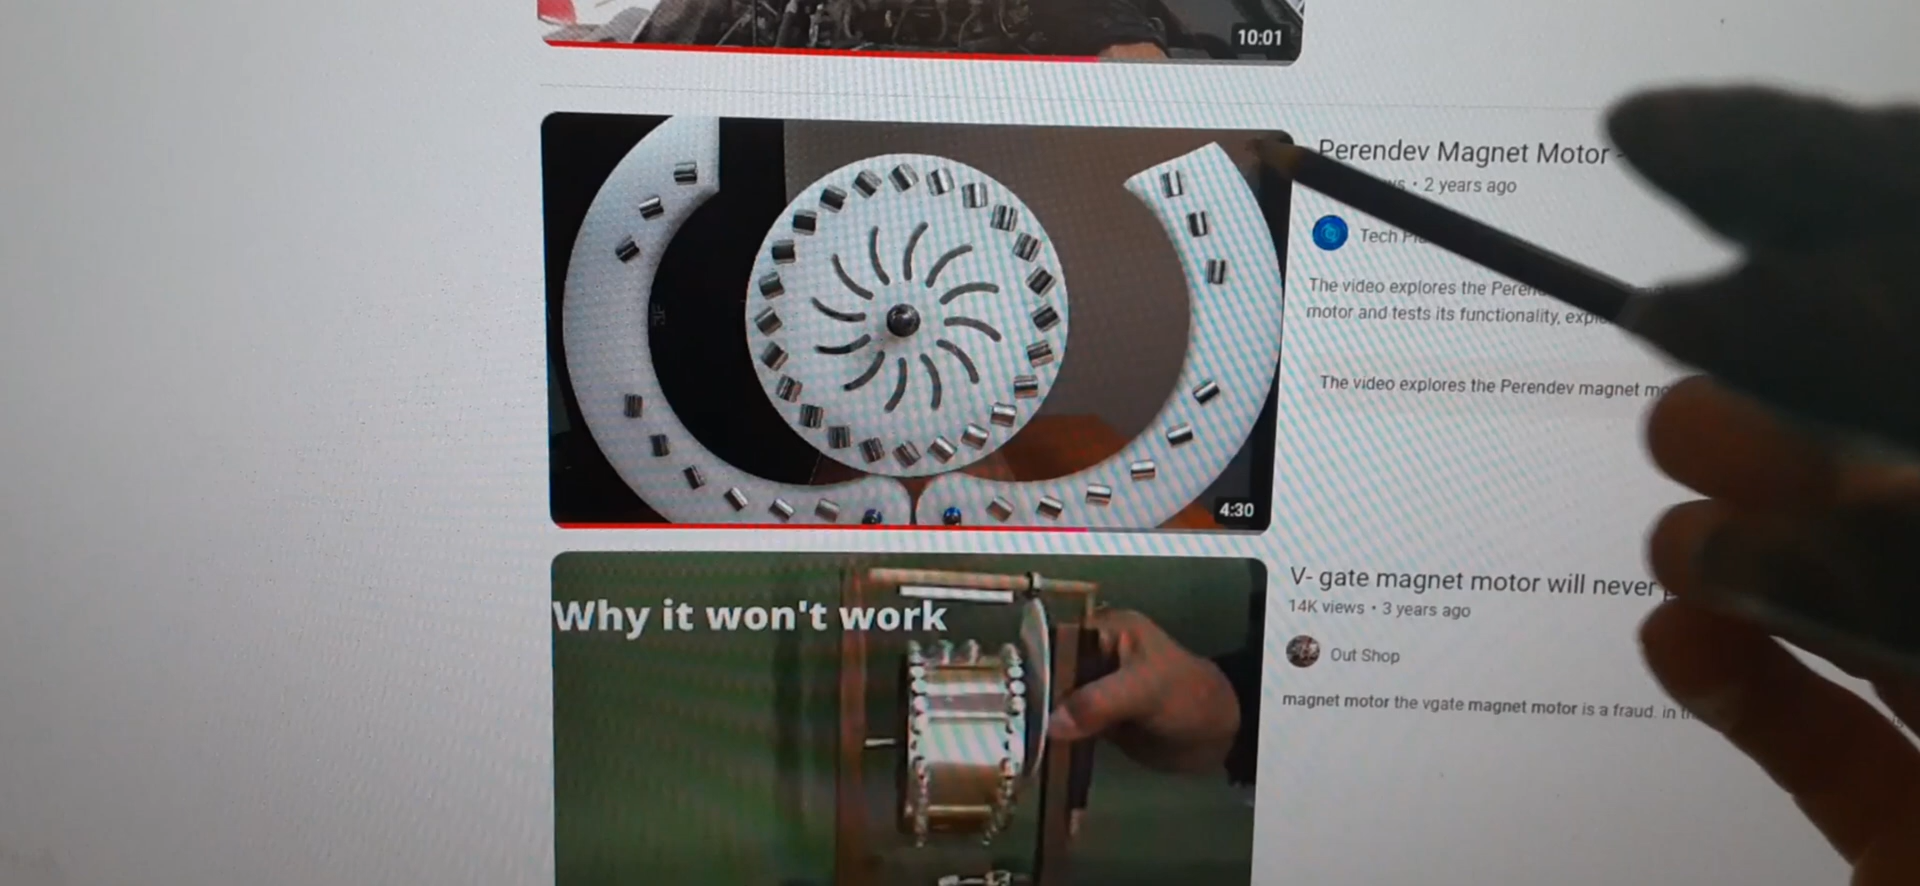 10:01
Perendev Magnet Motor -
• 2 years ago
Tech
The video explores the
motor and tests its functionality,
The video explores the Perendev magnet
4:30
Why it won't work
V- gate magnet motor will never
14K views • 3 years ago
Out Shop
magnet motor the vgate magnet motor is a fraud. in